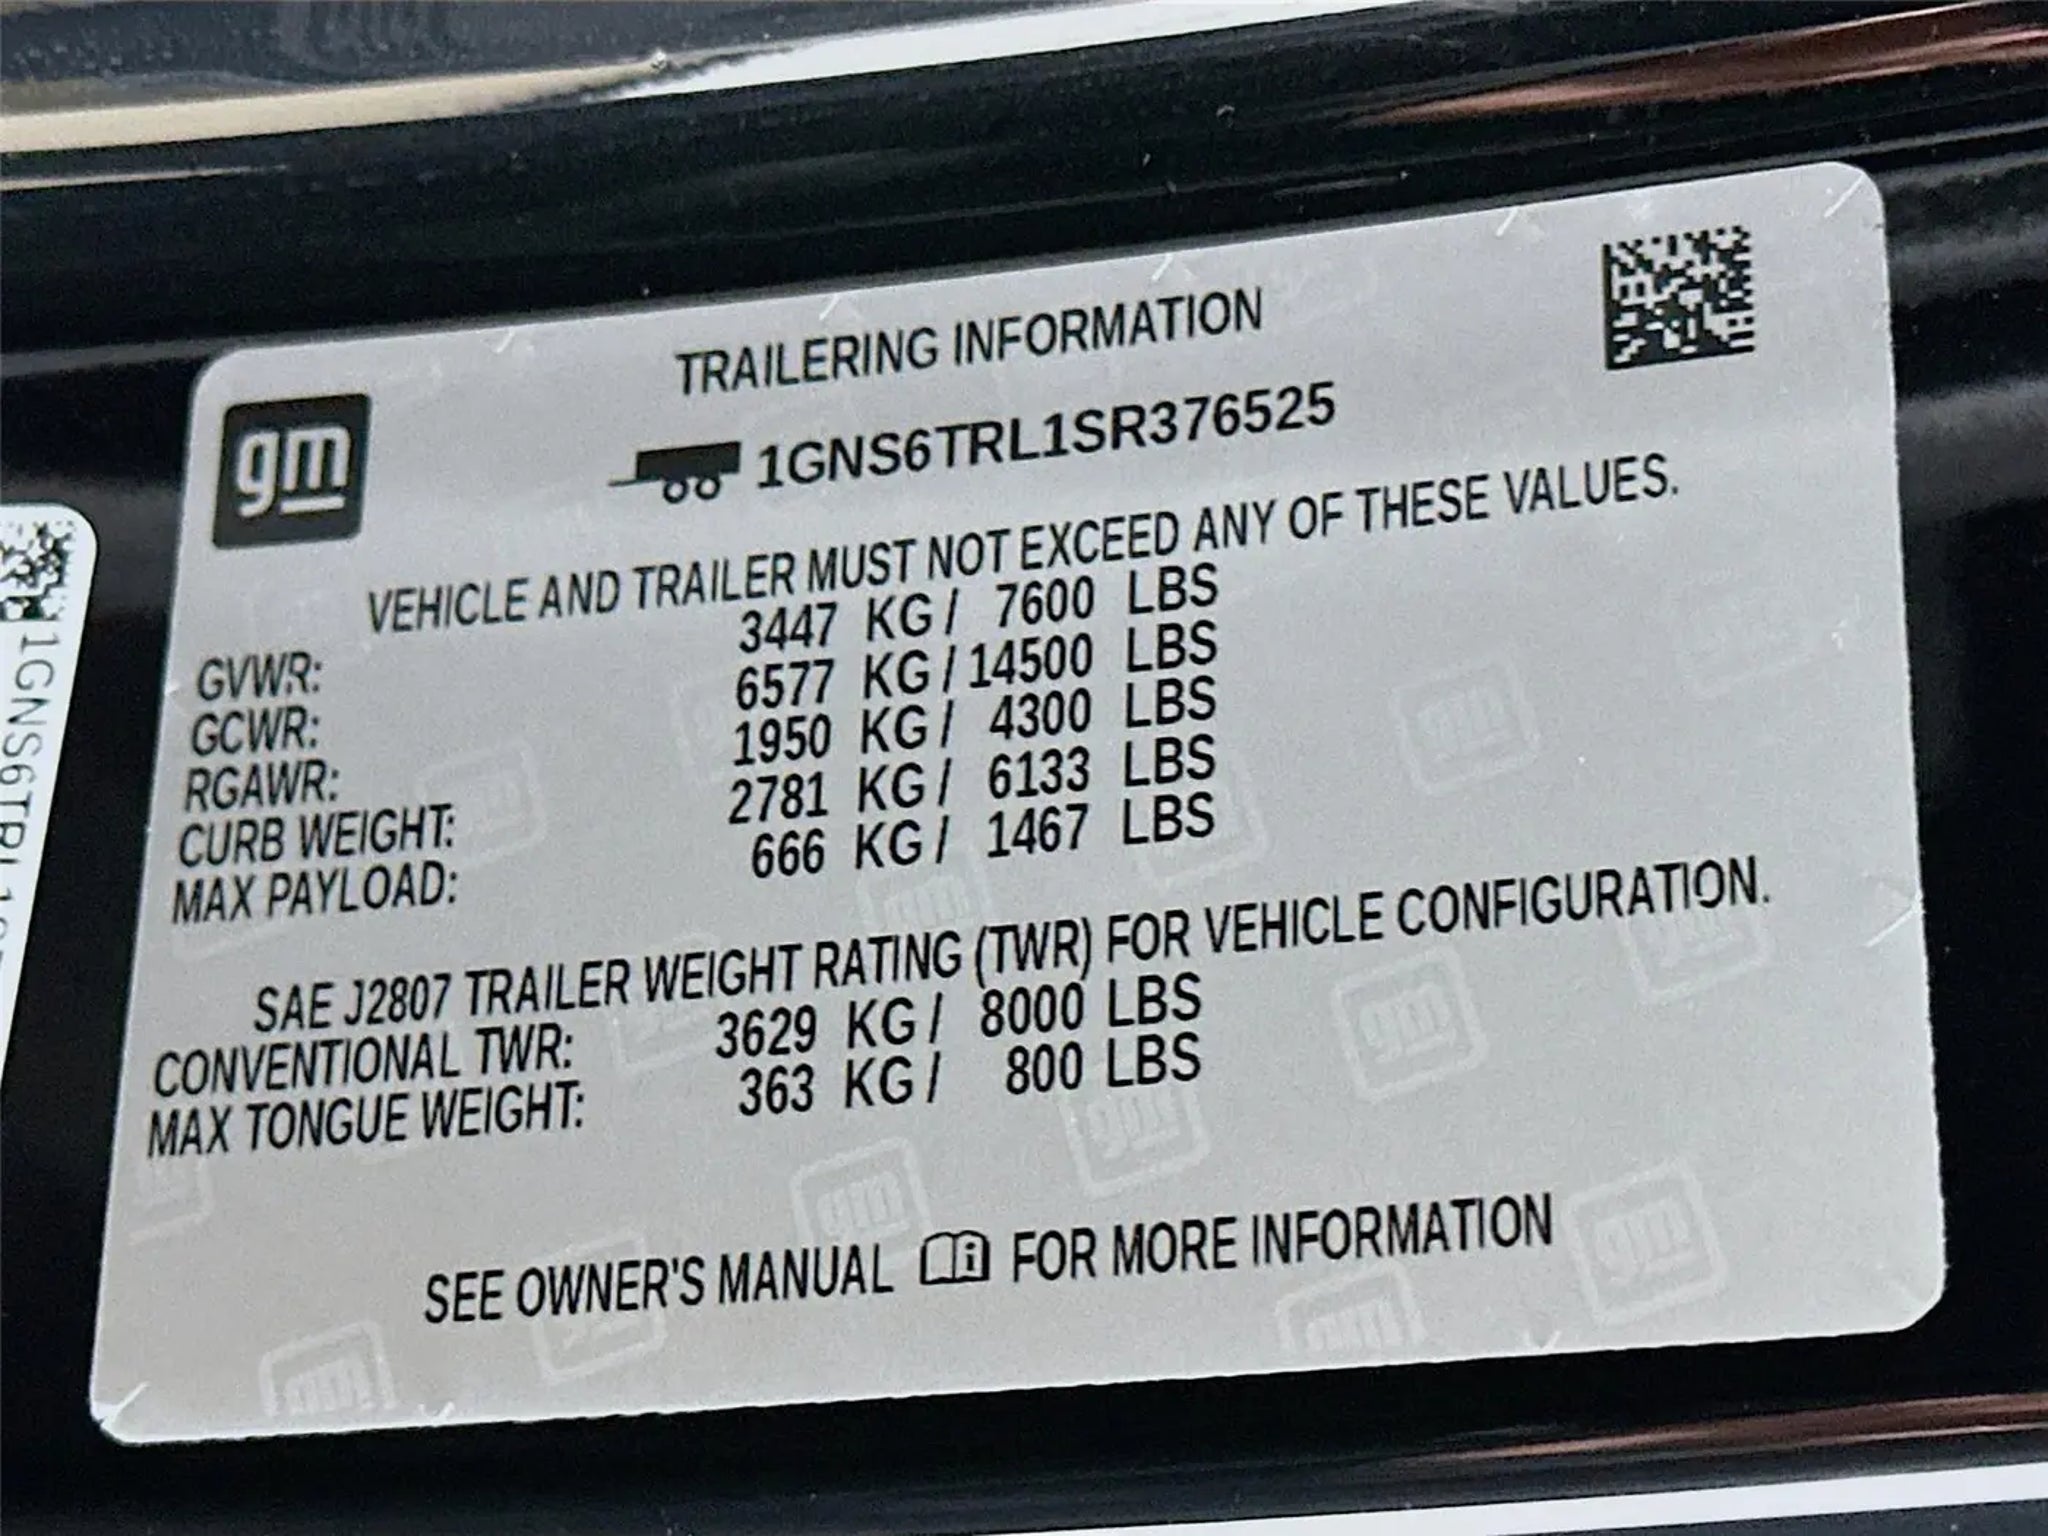 gm
TRAILERING INFORMATION
1GNS6TRL1SR376525
VEHICLE AND TRAILER MUST NOT EXCEED ANY OF THESE VALUES.
GVWR: 3447 KG / 7600 LBS
GCWR: 6577 KG / 14500 LBS
RGAWR: 1950 KG / 4300 LBS
CURB WEIGHT: 2781 KG / 6133 LBS
MAX PAYLOAD: 666 KG / 1467 LBS
SAE J2807 TRAILER WEIGHT RATING (TWR) FOR VEHICLE CONFIGURATION.
CONVENTIONAL TWR: 3629 KG / 8000 LBS
MAX TONGUE WEIGHT: 363 KG / 800 LBS
SEE OWNER'S MANUAL i FOR MORE INFORMATION
1GNS6TRL1